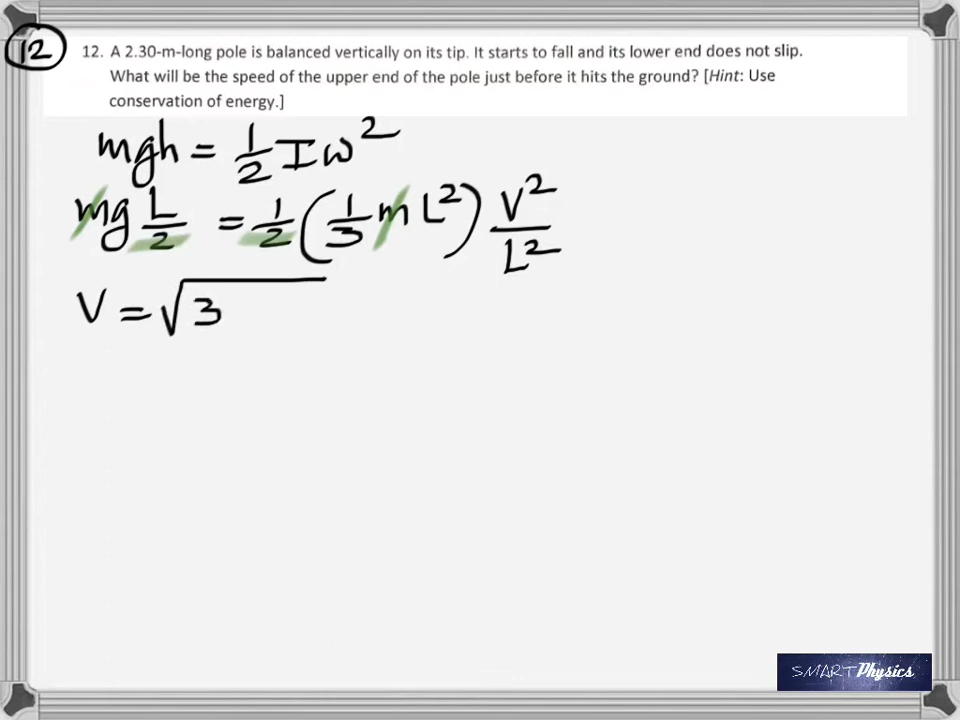 12
12. A 2.30-m-long pole is balanced vertically on its tip. It starts to fall and its lower end does not slip.
What will be the speed of the upper end of the pole just before it hits the ground? [Hint: Use
conservation of energy.]
mgh = 1/2 I ω²
mg L/2 = 1/2 (1/3 m L²) V²/L²
V = √3
SMART Physics